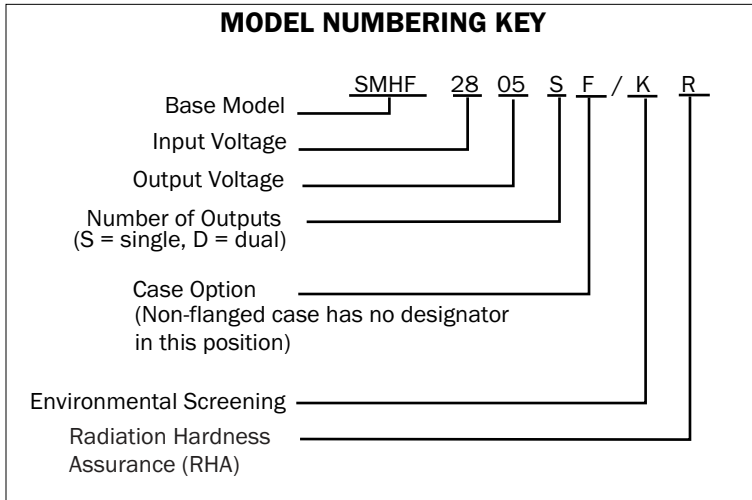 MODEL NUMBERING KEY
SMHF 28 05 S F / K R
Base Model
Input Voltage
Output Voltage
Number of Outputs
(S = single, D = dual)
Case Option
(Non-flanged case has no designator
in this position)
Environmental Screening
Radiation Hardness
Assurance (RHA)